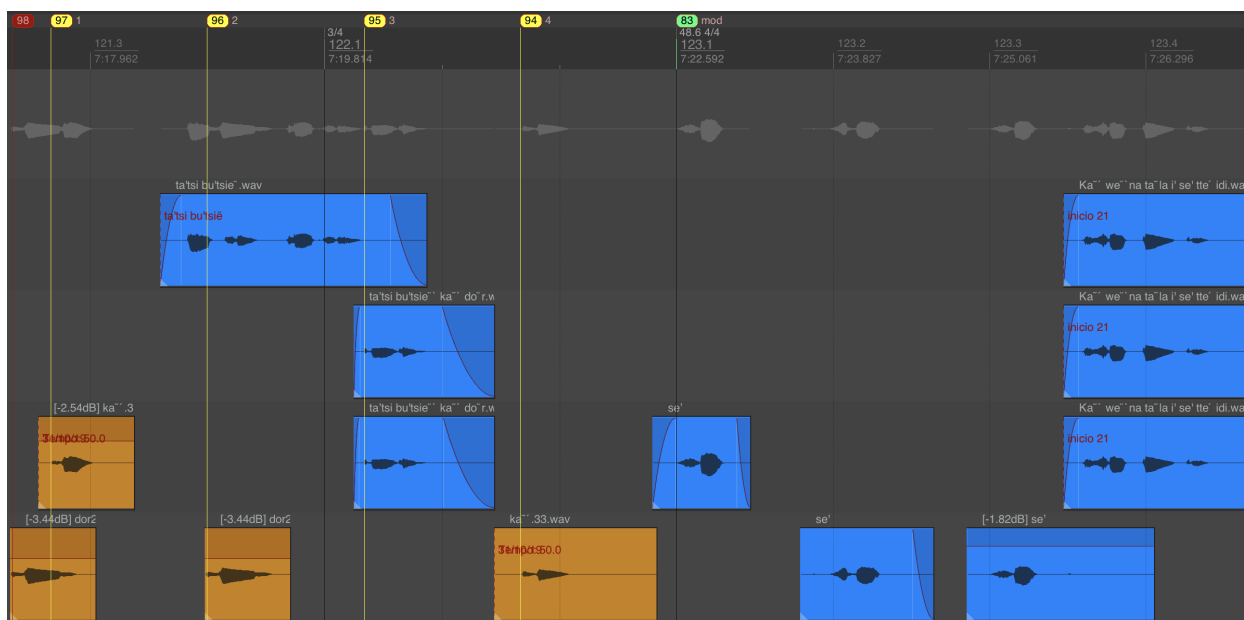 98 97 1 96 2 95 3 94 4 83 mod
3/4 48.6 4/4
121.3 122.1 123.1 123.2 123.3 123.4
7:17.962 7:19.814 7:22.592 7:23.827 7:25.061 7:26.296
ta'tsi bu'tsie¨.wav Ka¨´ we¨`na ta¨la i' se' tte´ idi.wa
ta'tsi bu'tsië inicio 21
ta'tsi bu'tsie¨` ka¨´ do¨r.w Ka¨´ we¨`na ta¨la i' se' tte´ idi.wa
inicio 21
[-2.54dB] ka¨´.3 ta'tsi bu'tsie¨` ka¨´ do¨r.w se' Ka¨´ we¨`na ta¨la i' se' tte´ idi.wa
inicio 21
[-3.44dB] dor2 [-3.44dB] dor2 ka¨´.33.wav se' [-1.82dB] se'